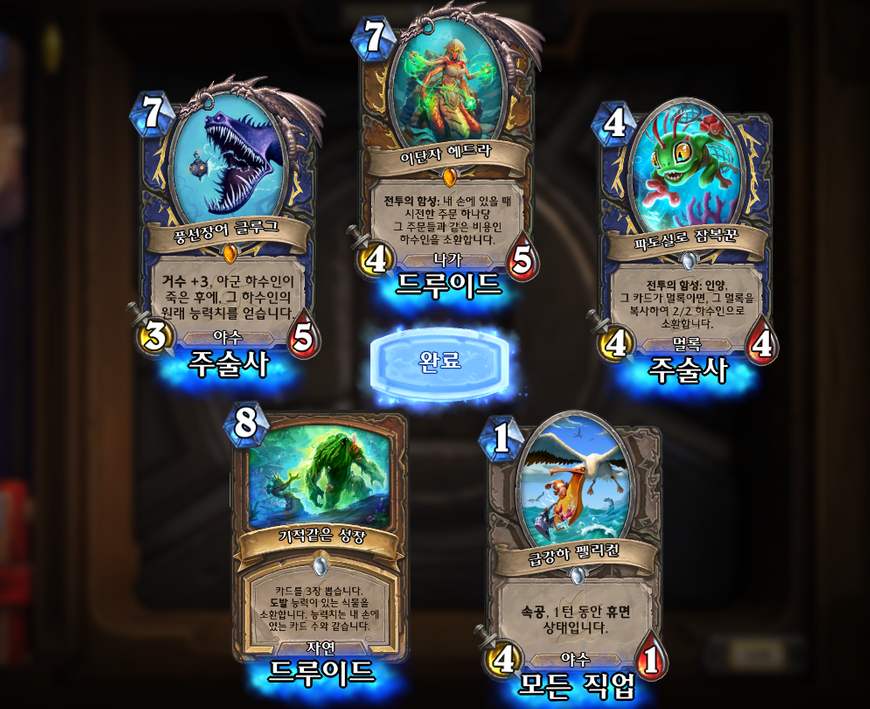 7
풍선장어 글루그
거수 +3, 아군 하수인이
죽은 후에, 그 하수인의
원래 능력치를 얻습니다.
3
야수
5
주술사
7
이단자 헤드라
전투의 함성: 내 손에 있을 때
시전한 주문 하나당
그 주문들과 같은 비용인
하수인을 소환합니다.
4
나가
5
드루이드
4
파도실로 잠복꾼
전투의 함성: 인양,
그 카드가 멀록이면, 그 멀록을
복사하여 2/2 하수인으로
소환합니다.
4
멀록
4
주술사
완료
8
기적같은 성장
카드를 3장 뽑습니다.
도발 능력이 있는 식물을
소환합니다. 능력치는 내 손에
있는 카드 수와 같습니다.
자연
드루이드
1
급강하 펠리컨
속공, 1턴 동안 휴면
상태입니다.
4
야수
1
모든 직업